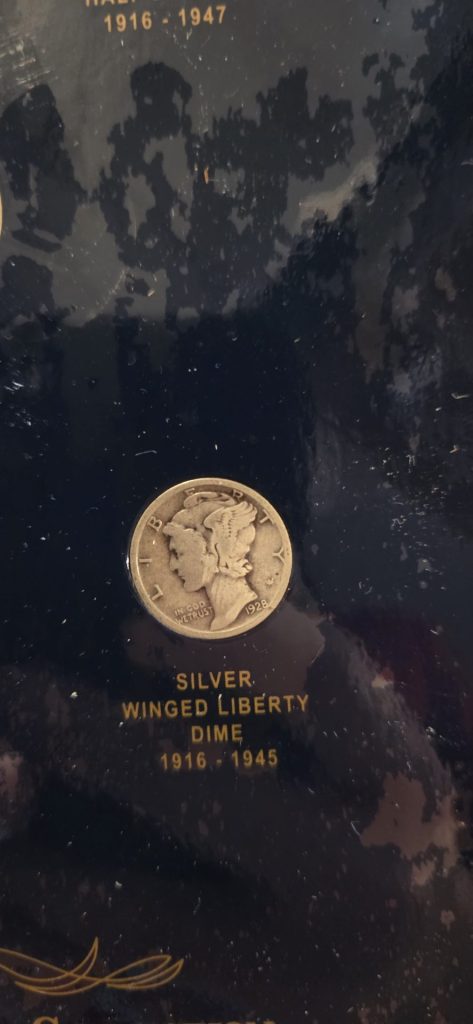 1916 - 1947
LIBERTY
IN GOD
WE TRUST
1928
SILVER
WINGED LIBERTY
DIME
1916 - 1945